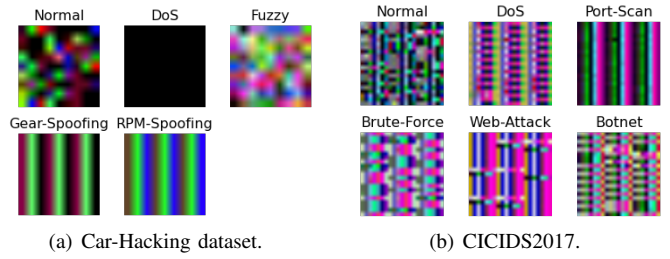 Normal DoS Fuzzy
Gear-Spoofing RPM-Spoofing
(a) Car-Hacking dataset.
Normal DoS Port-Scan
Brute-Force Web-Attack Botnet
(b) CICIDS2017.